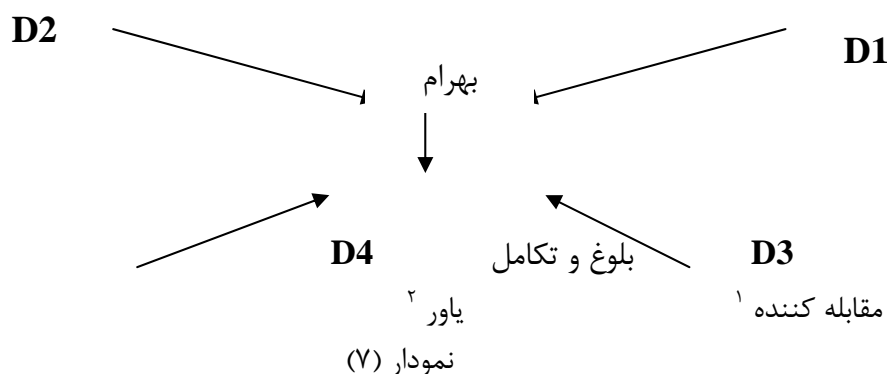 D2
D1
بهرام
D4 بلوغ و تکامل D3
یاور ۲ مقابله کننده ۱
نمودار (۷)